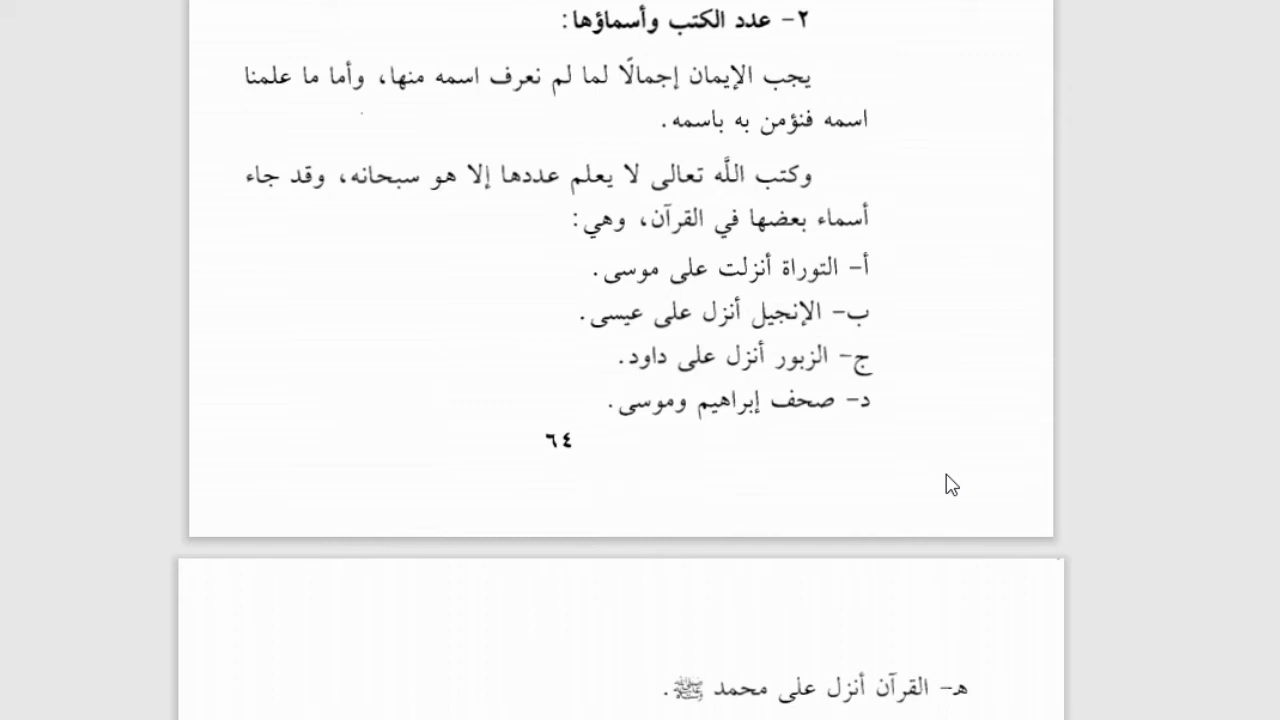 ٢- عدد الكتب وأسماؤها:
يجب الإيمان إجمالًا لما لم نعرف اسمه منها، وأما ما علمنا
اسمه فنؤمن به باسمه.
وكتب اللَّه تعالى لا يعلم عددها إلا هو سبحانه، وقد جاء
أسماء بعضها في القرآن، وهي:
أ- التوراة أنزلت على موسى.
ب- الإنجيل أنزل على عيسى.
ج- الزبور أنزل على داود.
د- صحف إبراهيم وموسى.
٦٤
هـ- القرآن أنزل على محمد ﷺ.